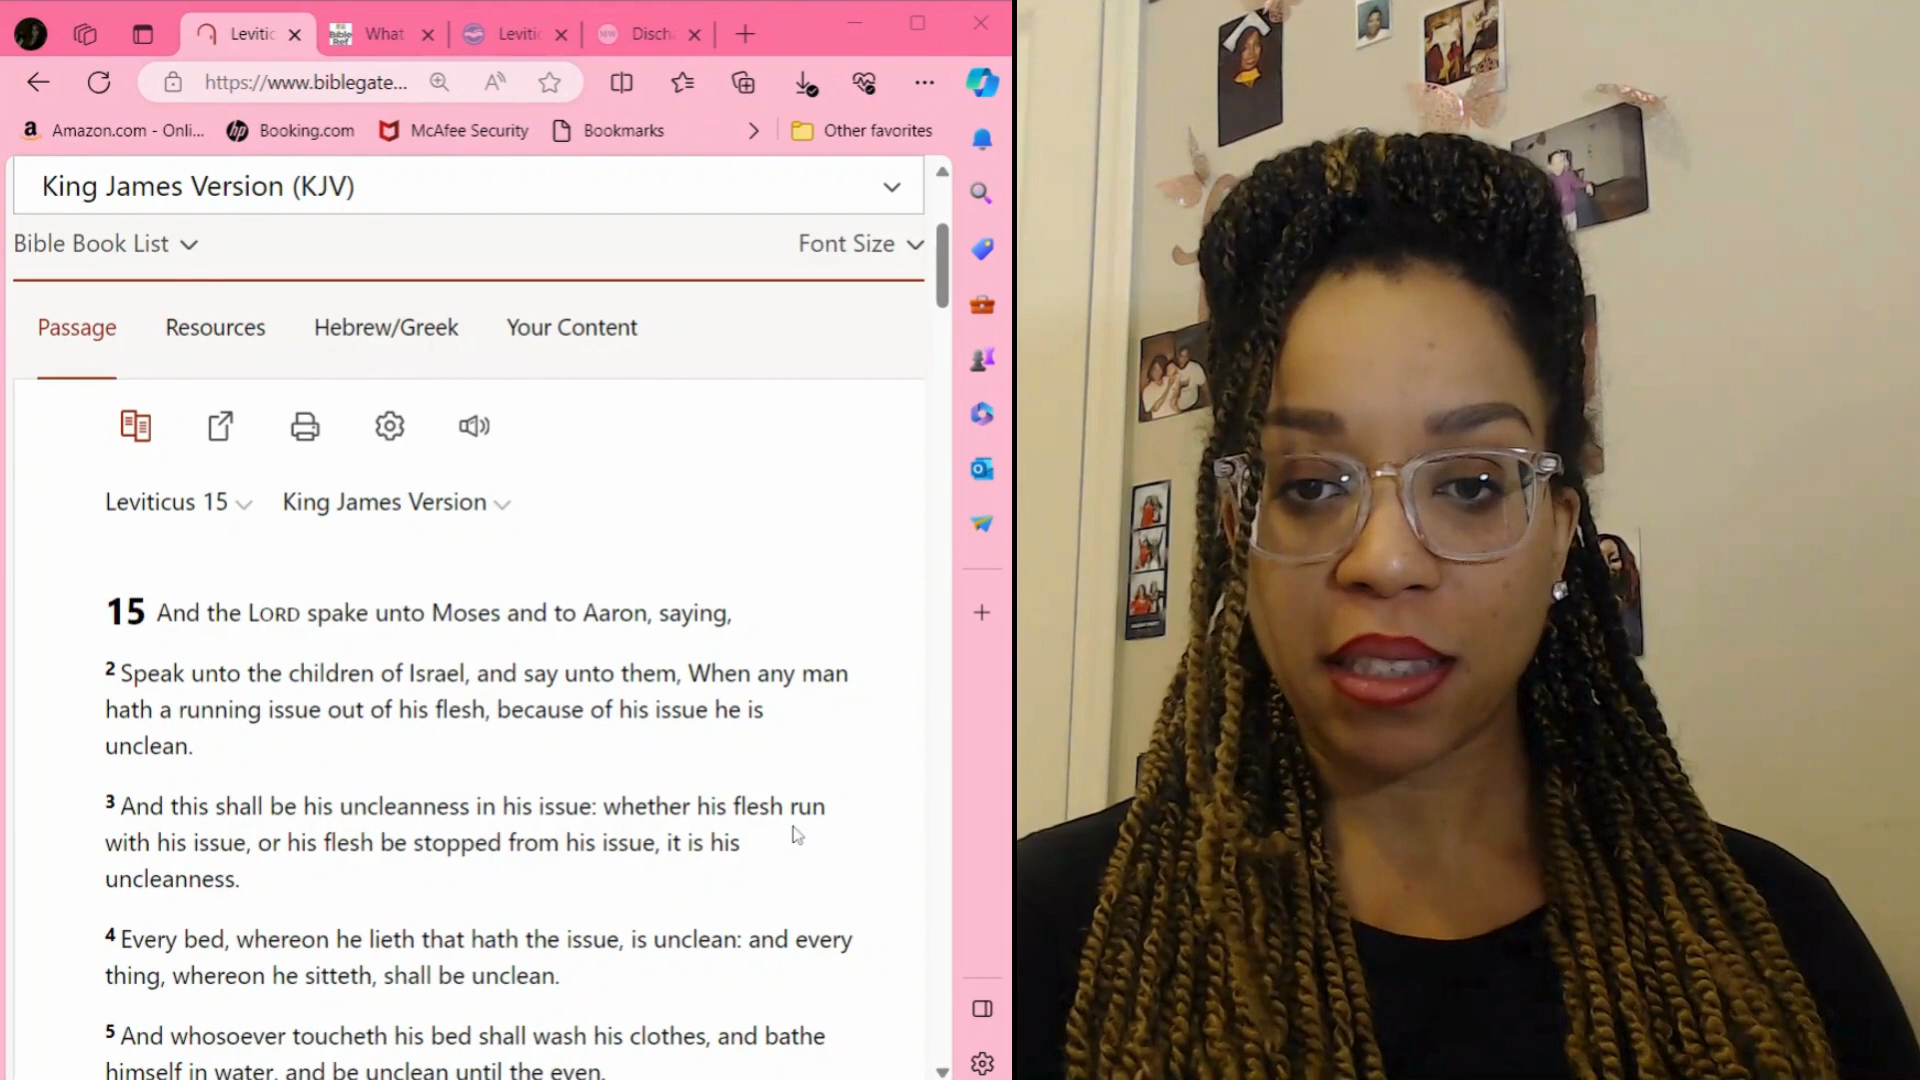 Levitic
What
Levitic
Disch
https://www.biblegate...
Amazon.com - Onli...
Booking.com
McAfee Security
Bookmarks
Other favorites
King James Version (KJV)
Bible Book List
Font Size
Passage
Resources
Hebrew/Greek
Your Content
Leviticus 15
King James Version
15 And the LORD spake unto Moses and to Aaron, saying,
2 Speak unto the children of Israel, and say unto them, When any man
hath a running issue out of his flesh, because of his issue he is
unclean.
3 And this shall be his uncleanness in his issue: whether his flesh run
with his issue, or his flesh be stopped from his issue, it is his
uncleanness.
4 Every bed, whereon he lieth that hath the issue, is unclean: and every
thing, whereon he sitteth, shall be unclean.
5 And whosoever toucheth his bed shall wash his clothes, and bathe
himself in water, and be unclean until the even.